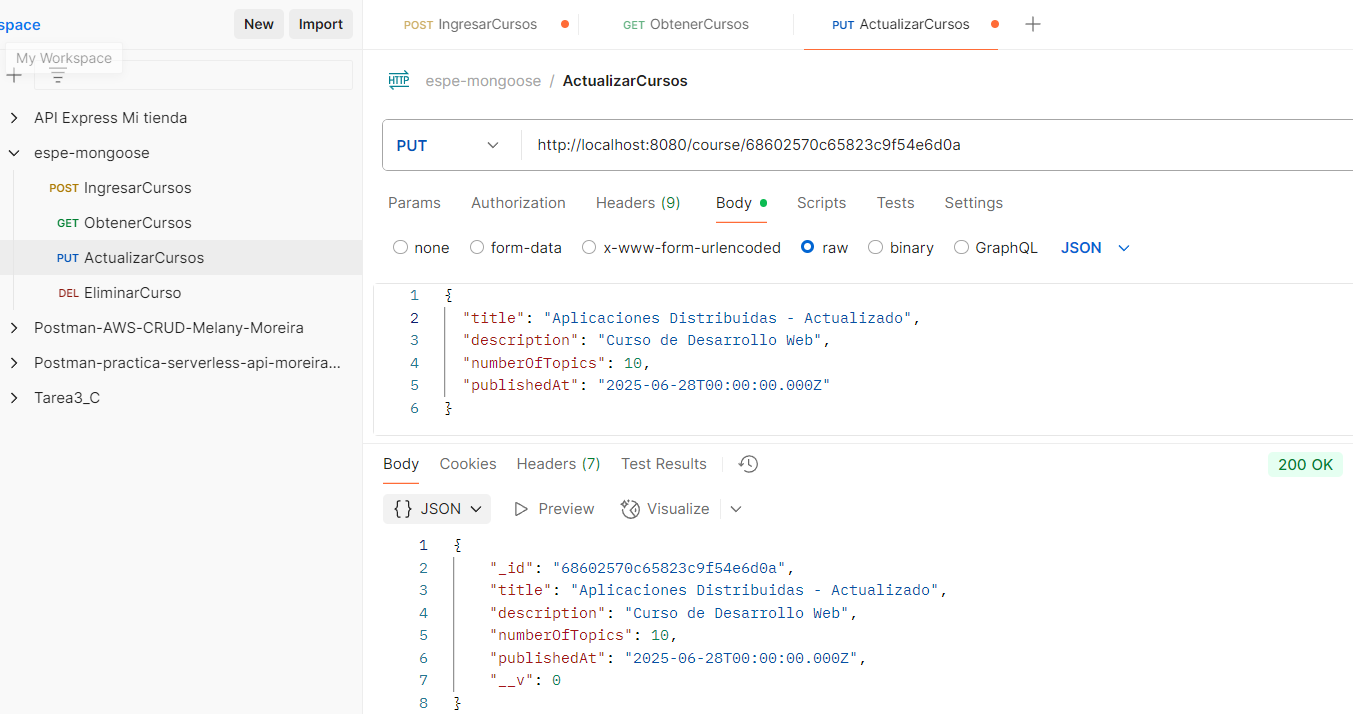 space
New
Import
My Workspace
API Express Mi tienda
espe-mongoose
POST IngresarCursos
GET ObtenerCursos
PUT ActualizarCursos
DEL EliminarCurso
Postman-AWS-CRUD-Melany-Moreira
Postman-practica-serverless-api-moreira...
Tarea3_C
POST IngresarCursos
GET ObtenerCursos
PUT ActualizarCursos
HTTP espe-mongoose / ActualizarCursos
PUT http://localhost:8080/course/68602570c65823c9f54e6d0a
Params Authorization Headers (9) Body Scripts Tests Settings
none form-data x-www-form-urlencoded raw binary GraphQL JSON
1 {
2 "title": "Aplicaciones Distribuidas - Actualizado",
3 "description": "Curso de Desarrollo Web",
4 "numberOfTopics": 10,
5 "publishedAt": "2025-06-28T00:00:00.000Z"
6 }
Body Cookies Headers (7) Test Results 200 OK
{} JSON Preview Visualize
1 {
2 "_id": "68602570c65823c9f54e6d0a",
3 "title": "Aplicaciones Distribuidas - Actualizado",
4 "description": "Curso de Desarrollo Web",
5 "numberOfTopics": 10,
6 "publishedAt": "2025-06-28T00:00:00.000Z",
7 "__v": 0
8 }